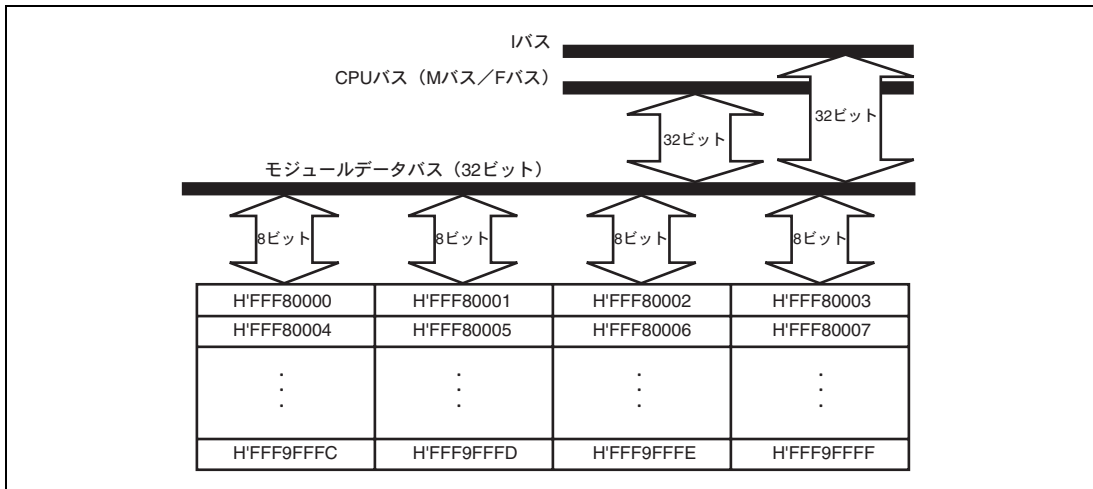 Iバス
CPUバス（Mバス／Fバス）
32ビット
32ビット
モジュールデータバス（32ビット）
8ビット 8ビット 8ビット 8ビット
H'FFF80000 H'FFF80001 H'FFF80002 H'FFF80003
H'FFF80004 H'FFF80005 H'FFF80006 H'FFF80007
H'FFF9FFFC H'FFF9FFFD H'FFF9FFFE H'FFF9FFFF